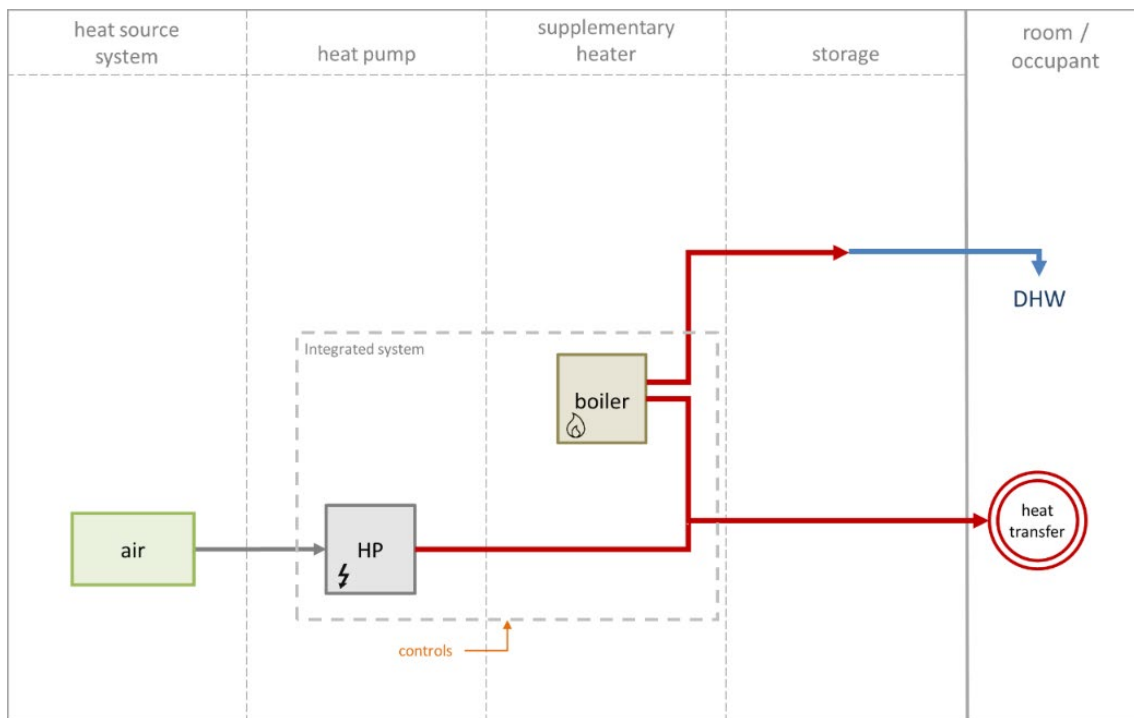 heat source
system
heat pump
supplementary
heater
storage
room /
occupant
DHW
Integrated system
boiler
air
HP
heat
transfer
controls